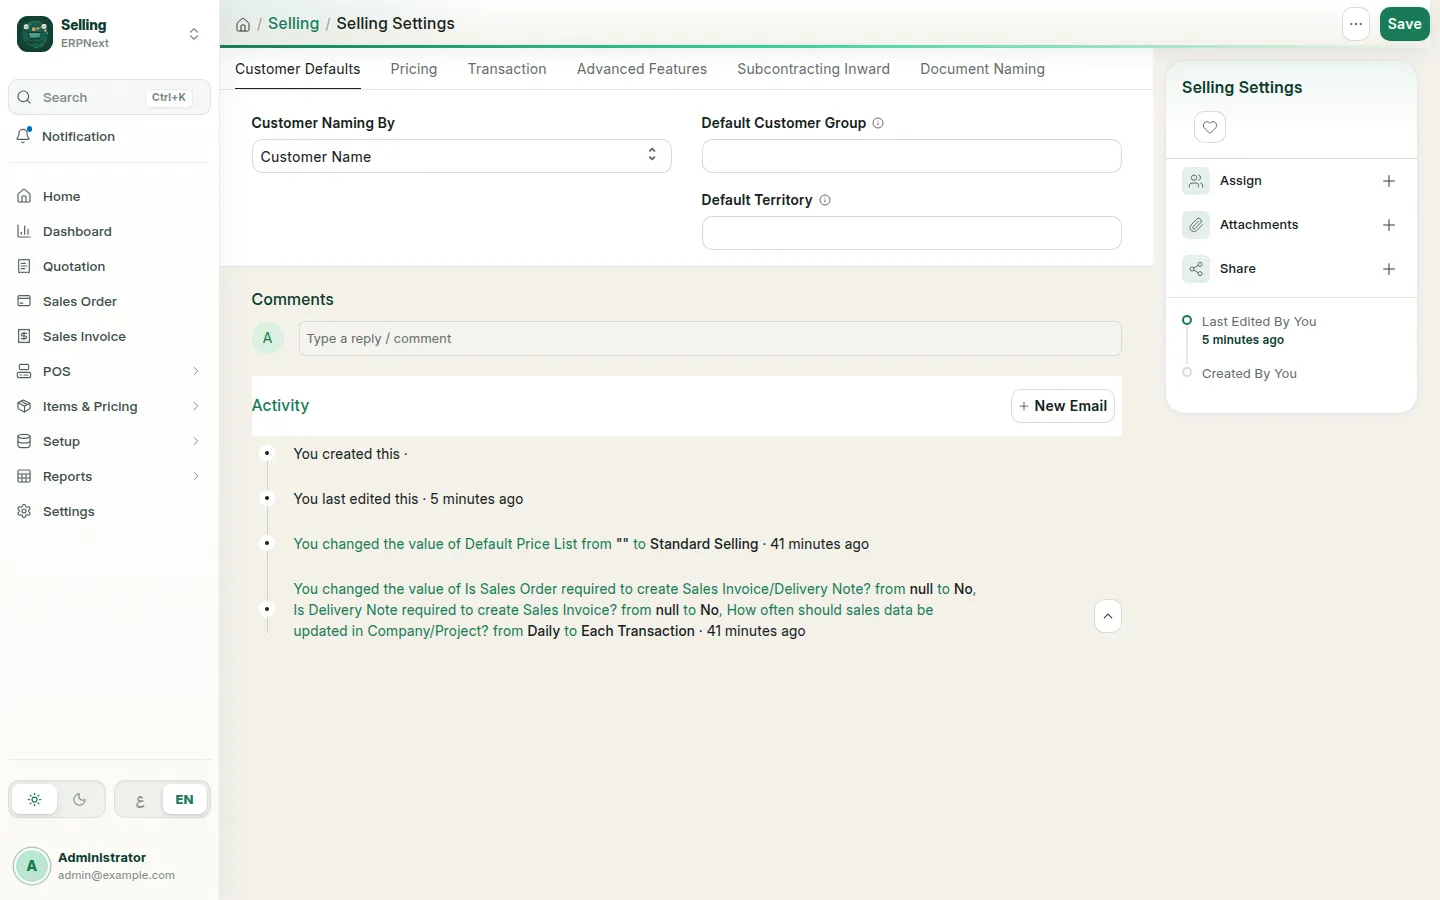 Selling
ERPNext
Search
Ctrl+K
Notification
Home
Dashboard
Quotation
Sales Order
Sales Invoice
POS
Items & Pricing
Setup
Reports
Settings
ع
EN
A
Administrator
admin@example.com
/ Selling / Selling Settings
Save
Customer Defaults
Pricing
Transaction
Advanced Features
Subcontracting Inward
Document Naming
Customer Naming By
Customer Name
Default Customer Group
Default Territory
Comments
A
Type a reply / comment
Activity
New Email
You created this ·
You last edited this · 5 minutes ago
You changed the value of Default Price List from "" to Standard Selling · 41 minutes ago
You changed the value of Is Sales Order required to create Sales Invoice/Delivery Note? from null to No,
Is Delivery Note required to create Sales Invoice? from null to No, How often should sales data be
updated in Company/Project? from Daily to Each Transaction · 41 minutes ago
Selling Settings
Assign
Attachments
Share
Last Edited By You
5 minutes ago
Created By You